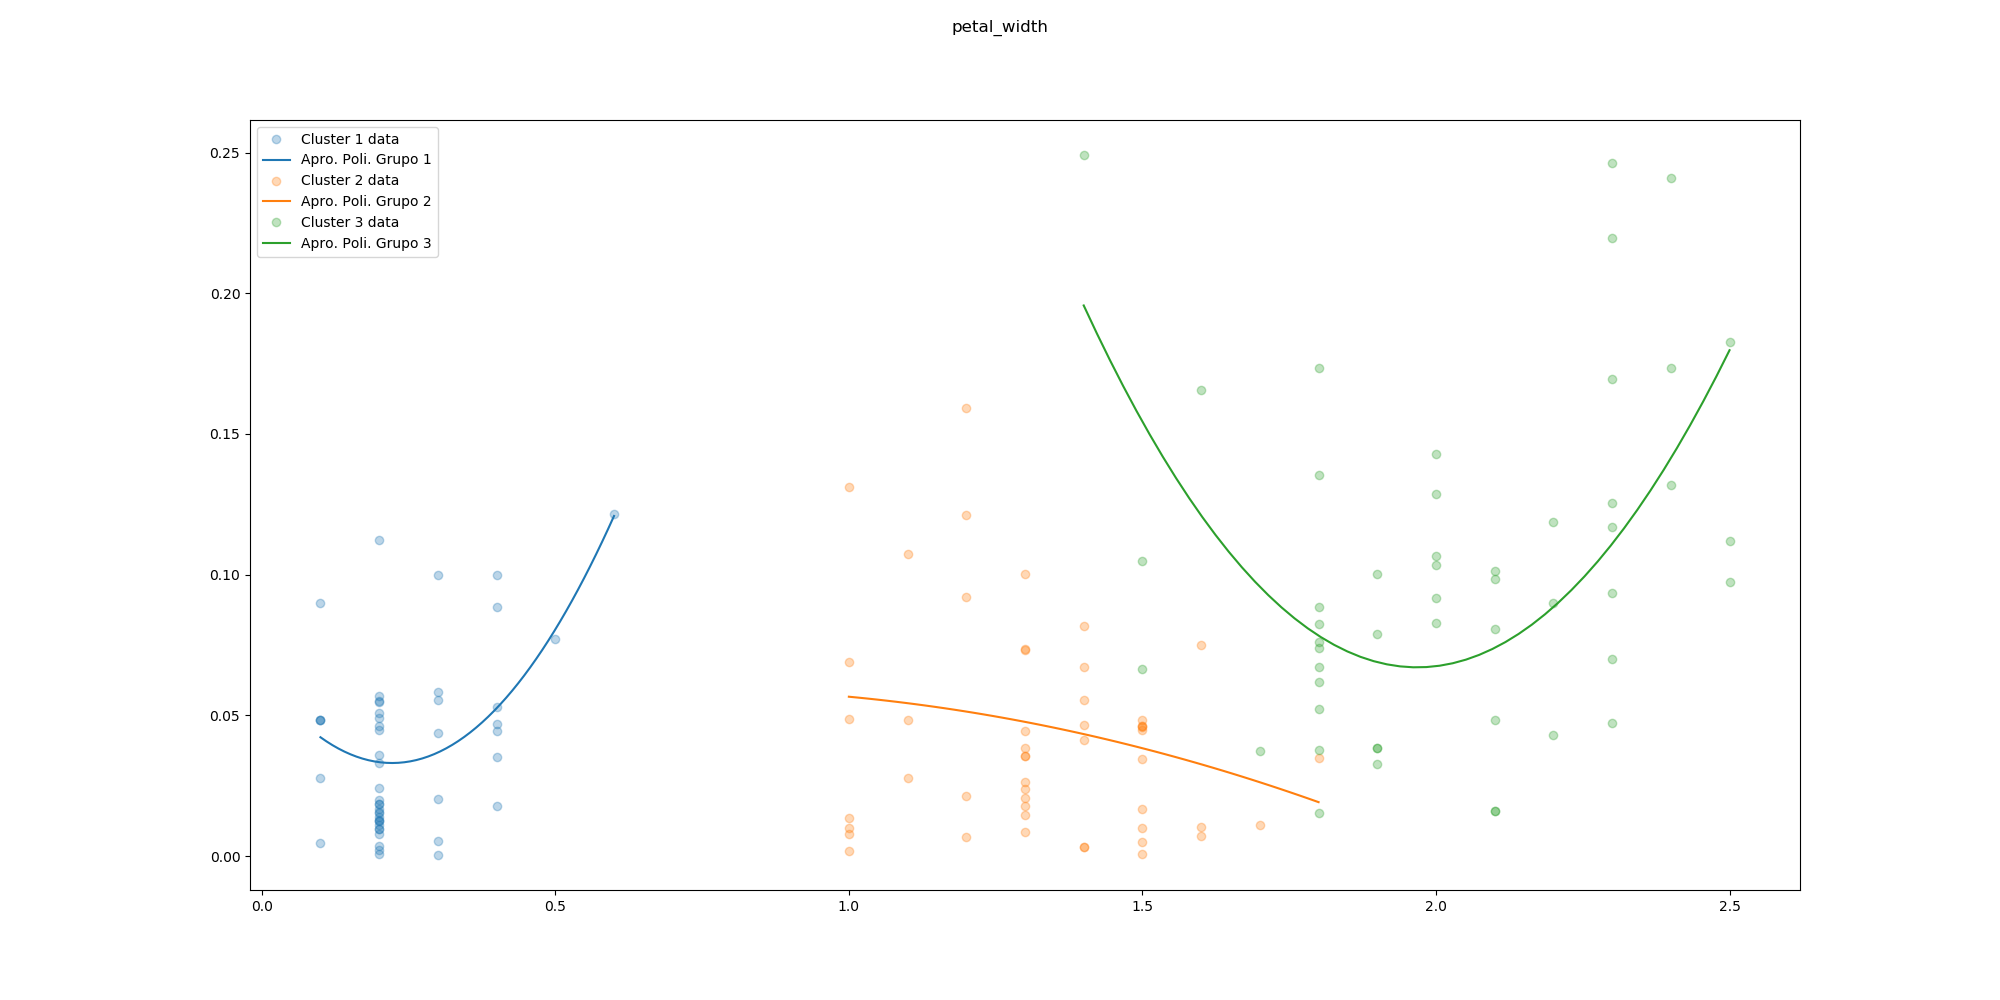 petal_width
Cluster 1 data
Apro. Poli. Grupo 1
Cluster 2 data
Apro. Poli. Grupo 2
Cluster 3 data
Apro. Poli. Grupo 3
0.25
0.20
0.15
0.10
0.05
0.00
0.0 0.5 1.0 1.5 2.0 2.5